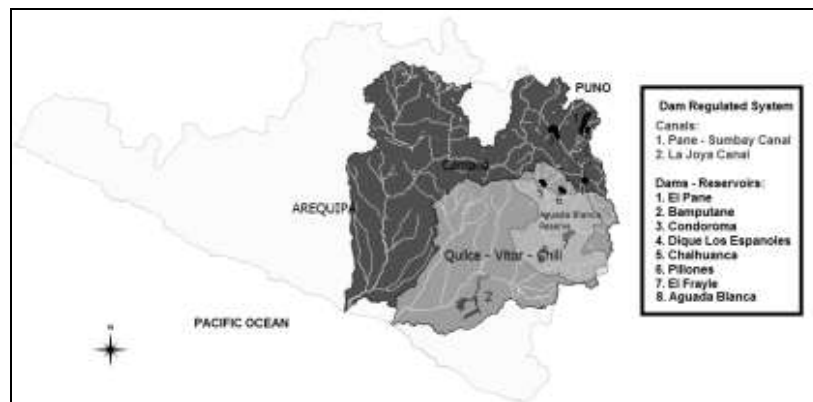 PUNO
AREQUIPA
Aguada Blanca
Reserve
Quilca - Vitor - Chili
2
PACIFIC OCEAN
N
Dam Regulated System
Canals:
1. Pane - Sumbay Canal
2. La Joya Canal
Dams - Reservoirs:
1. El Pane
2. Bamputane
3. Condoroma
4. Dique Los Espanoles
5. Chalhuanca
6. Pillones
7. El Frayle
8. Aguada Blanca